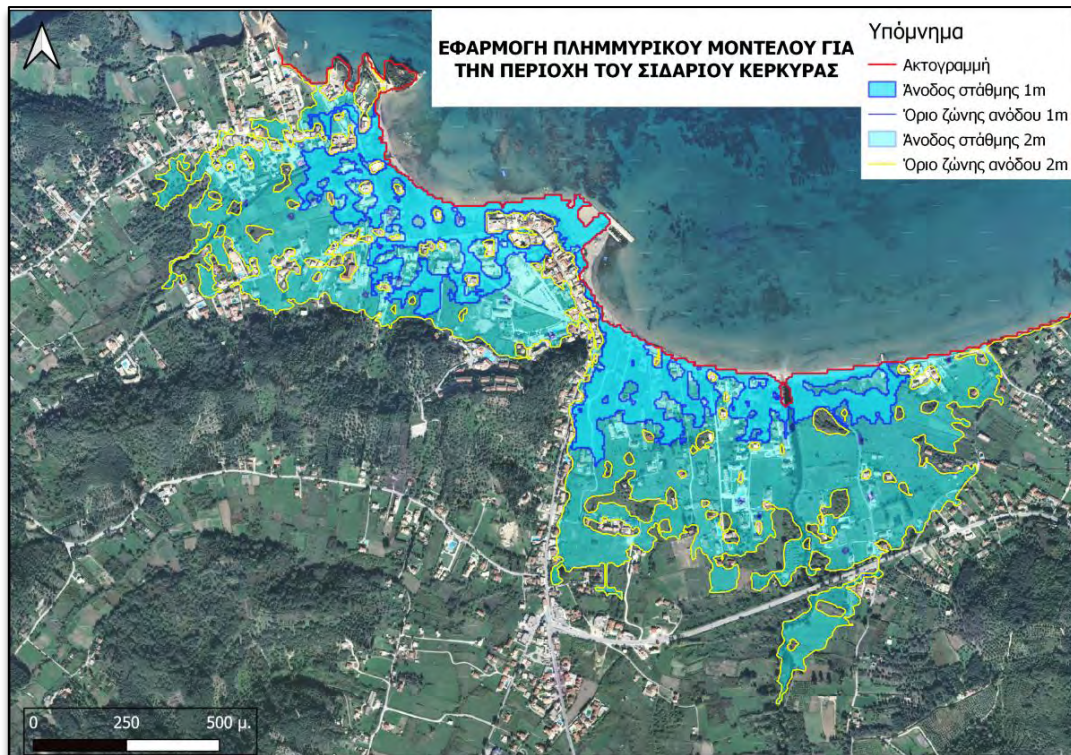 ΕΦΑΡΜΟΓΗ ΠΛΗΜΜΥΡΙΚΟΥ ΜΟΝΤΕΛΟΥ ΓΙΑ
ΤΗΝ ΠΕΡΙΟΧΗ ΤΟΥ ΣΙΔΑΡΙΟΥ ΚΕΡΚΥΡΑΣ
Υπόμνημα
Ακτογραμμή
Άνοδος στάθμης 1m
Όριο ζώνης ανόδου 1m
Άνοδος στάθμης 2m
Όριο ζώνης ανόδου 2m
0 250 500 μ.